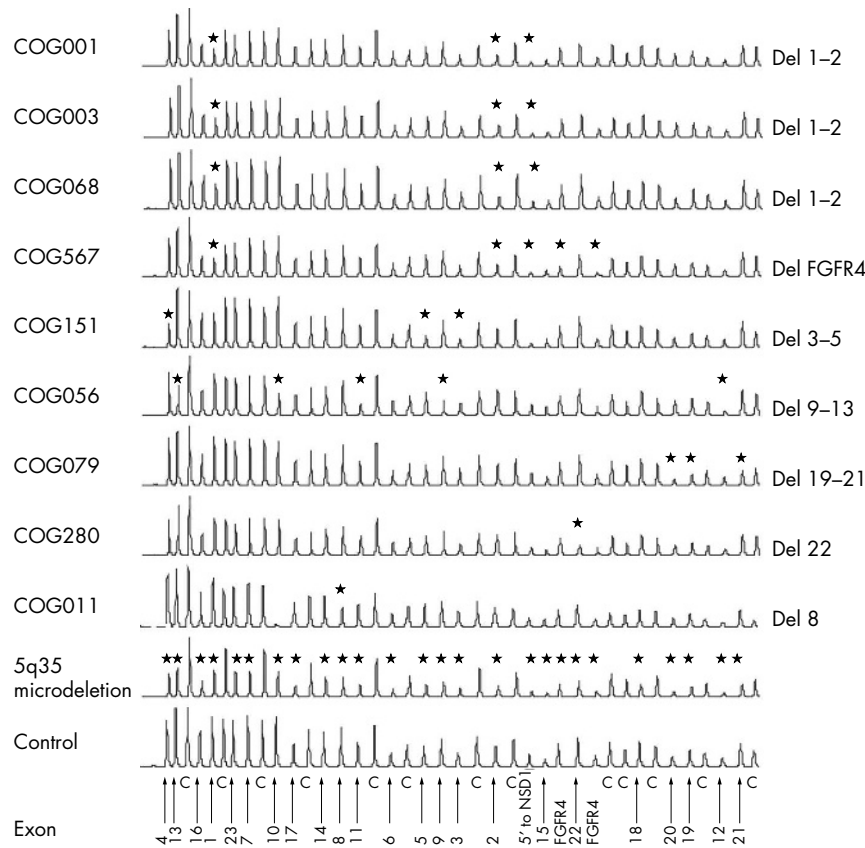 COG001 Del 1–2
COG003 Del 1–2
COG068 Del 1–2
COG567 Del FGFR4
COG151 Del 3–5
COG056 Del 9–13
COG079 Del 19–21
COG280 Del 22
COG011 Del 8
5q35
microdeletion
Control
C C C C C C C C C C C
Exon 4 13 16 1 23 7 10 17 14 8 11 6 5 9 3 2 5' to NSD1 15 FGFR4 22 FGFR4 18 20 19 12 21